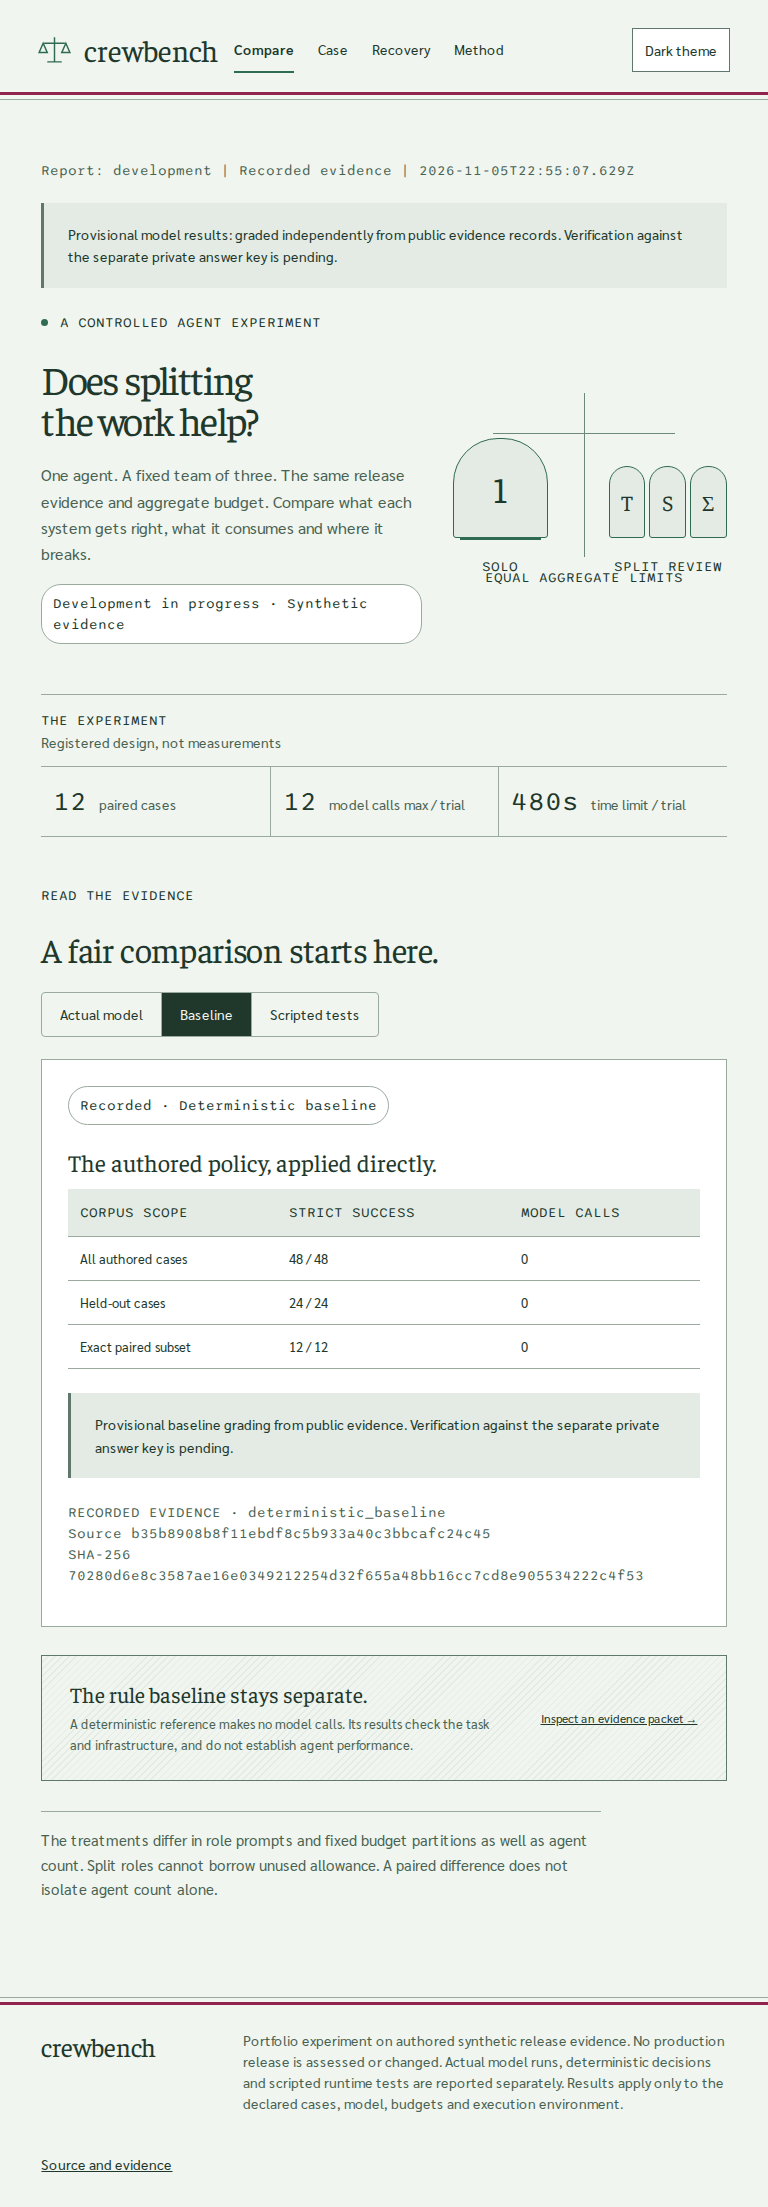 crewbench
Compare
Case
Recovery
Method
Dark theme
Report: development | Recorded evidence | 2026-11-05T22:55:07.629Z
Provisional model results: graded independently from public evidence records. Verification against
the separate private answer key is pending.
A CONTROLLED AGENT EXPERIMENT
Does splitting
the work help?
One agent. A fixed team of three. The same release
evidence and aggregate budget. Compare what each
system gets right, what it consumes and where it
breaks.
Development in progress · Synthetic
evidence
1
T S Σ
SOLO
SPLIT REVIEW
EQUAL AGGREGATE LIMITS
THE EXPERIMENT
Registered design, not measurements
12 paired cases
12 model calls max / trial
480s time limit / trial
READ THE EVIDENCE
A fair comparison starts here.
Actual model
Baseline
Scripted tests
Recorded · Deterministic baseline
The authored policy, applied directly.
CORPUS SCOPE STRICT SUCCESS MODEL CALLS
All authored cases 48 / 48 0
Held-out cases 24 / 24 0
Exact paired subset 12 / 12 0
Provisional baseline grading from public evidence. Verification against the separate private
answer key is pending.
RECORDED EVIDENCE · deterministic_baseline
Source b35b8908b8f11ebdf8c5b933a40c3bbcafc24c45
SHA-256
70280d6e8c3587ae16e0349212254d32f655a48bb16cc7cd8e905534222c4f53
The rule baseline stays separate.
A deterministic reference makes no model calls. Its results check the task
and infrastructure, and do not establish agent performance.
Inspect an evidence packet →
The treatments differ in role prompts and fixed budget partitions as well as agent
count. Split roles cannot borrow unused allowance. A paired difference does not
isolate agent count alone.
crewbench
Portfolio experiment on authored synthetic release evidence. No production
release is assessed or changed. Actual model runs, deterministic decisions
and scripted runtime tests are reported separately. Results apply only to the
declared cases, model, budgets and execution environment.
Source and evidence